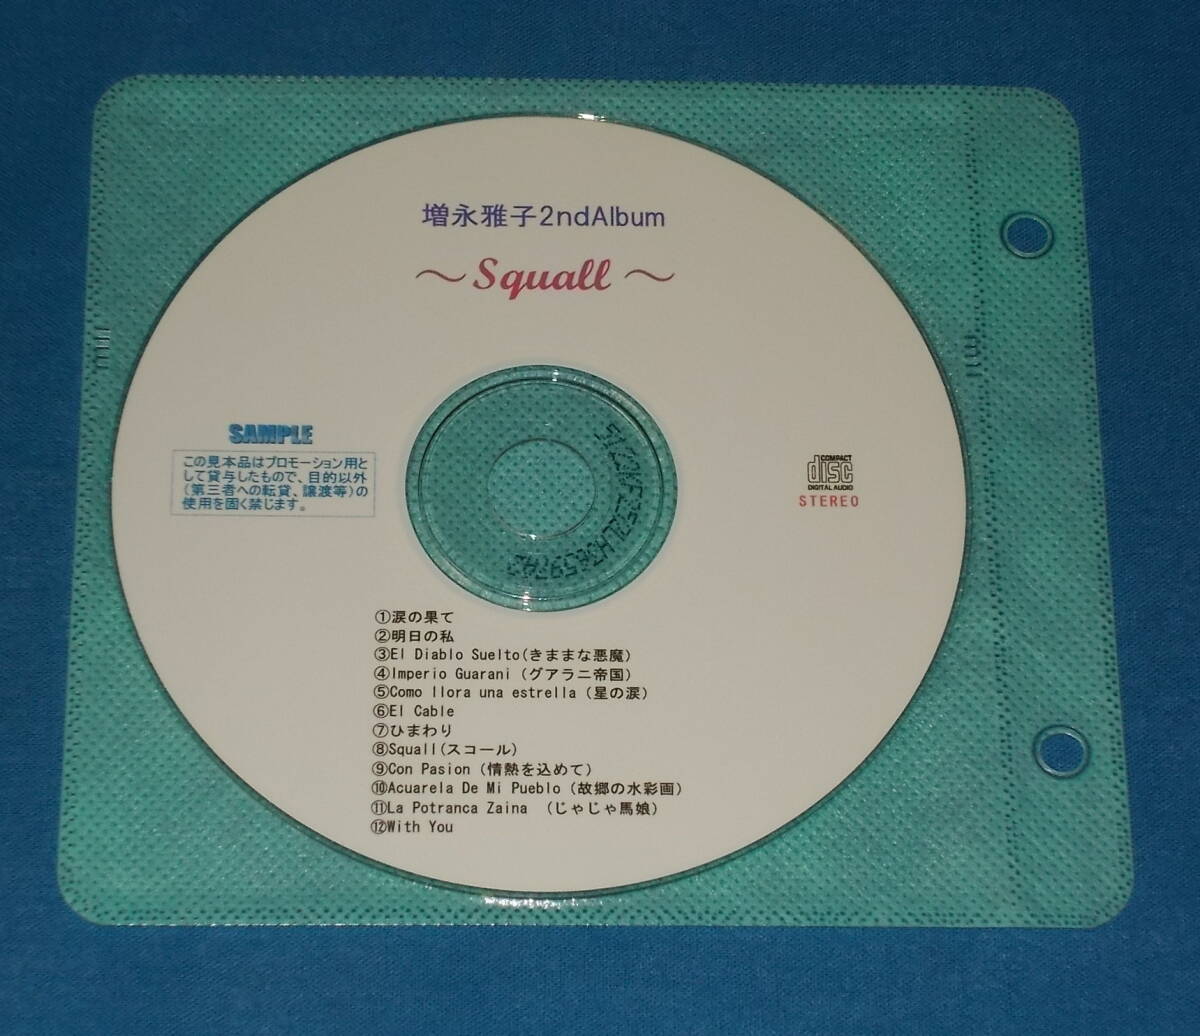 増永雅子2ndAlbum
～Squall～
SAMPLE
この見本品はプロモーション用と
して貸与したもので、目的以外
(第三者への転貸、譲渡等)の
使用を固く禁じます。
COMPACT
disc
DIGITAL AUDIO
STEREO
①涙の果て
②明日の私
③El Diablo Suelto(きままな悪魔)
④Imperio Guarani (グアラニ帝国)
⑤Como llora una estrella (星の涙)
⑥El Cable
⑦ひまわり
⑧Squall(スコール)
⑨Con Pasion (情熱を込めて)
⑩Acuarela De Mi Pueblo (故郷の水彩画)
⑪La Potranca Zaina (じゃじゃ馬娘)
⑫With You